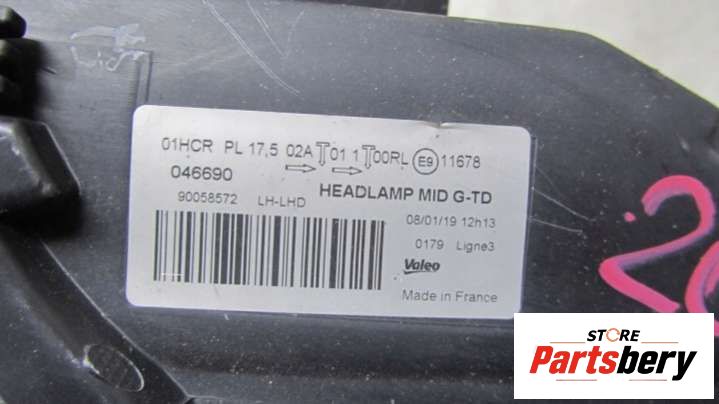 01HCR PL 17,5 02A 01 1 00RL E9 11678
046690 HEADLAMP MID G-TD
90058572 LH-LHD 08/01/19 12h13
0179 Ligne3
Valeo
Made in France
STORE
Partsbery